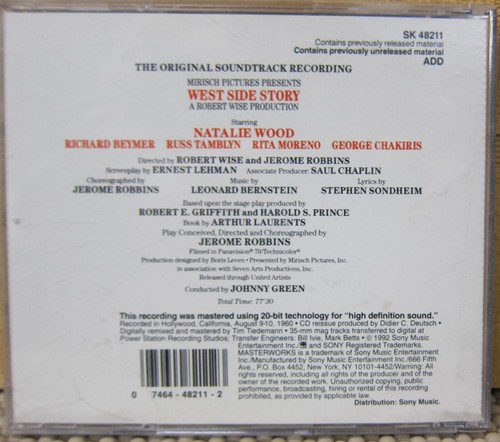 SK 48211
Contains previously released material
Contains previously unreleased material
ADD
THE ORIGINAL SOUNDTRACK RECORDING
MIRISCH PICTURES PRESENTS
WEST SIDE STORY
A ROBERT WISE PRODUCTION
Starring
NATALIE WOOD
RICHARD BEYMER RUSS TAMBLYN RITA MORENO GEORGE CHAKIRIS
Directed by ROBERT WISE and JEROME ROBBINS
Screenplay by ERNEST LEHMAN Associate Producer SAUL CHAPLIN
Choreographed by Music by Lyrics by
JEROME ROBBINS LEONARD BERNSTEIN STEPHEN SONDHEIM
Based upon the stage play produced by
ROBERT E. GRIFFITH and HAROLD S. PRINCE
Book by ARTHUR LAURENTS
Play Conceived, Directed and Choreographed by
JEROME ROBBINS
Filmed in Panavision® 70/Technicolor®
Production designed by Boris Leven • Presented by Mirisch Pictures, Inc.
in association with Seven Arts Productions, Inc.
Released through United Artists
Conducted by JOHNNY GREEN
Total Time: 77'30
This recording was mastered using 20-bit technology for "high definition sound."
Recorded in Hollywood, California, August 9-10, 1960 • CD reissue produced by Didier C. Deutsch •
Digitally remixed and mastered by Tim Tiedemann • 35-mm mag tracks transferred to digital at
Power Station Recording Studios. Transfer Engineers: Bill Ivie, Mark Betts • © 1992 Sony Music
Entertainment Inc./ and SONY Registered Trademarks.
MASTERWORKS is a trademark of Sony Music Entertainment
Inc./Manufactured by Sony Music Entertainment Inc./666 Fifth
Ave., P.O. Box 4452, New York, NY 10101-4452/Warning: All
rights reserved, including all rights of the producer and of the
owner of the recorded work. Unauthorized copying, public
performance, broadcasting, hiring or rental of this recording
prohibited, as provided by applicable law.
Distribution: Sony Music.
0 7464-48211-2